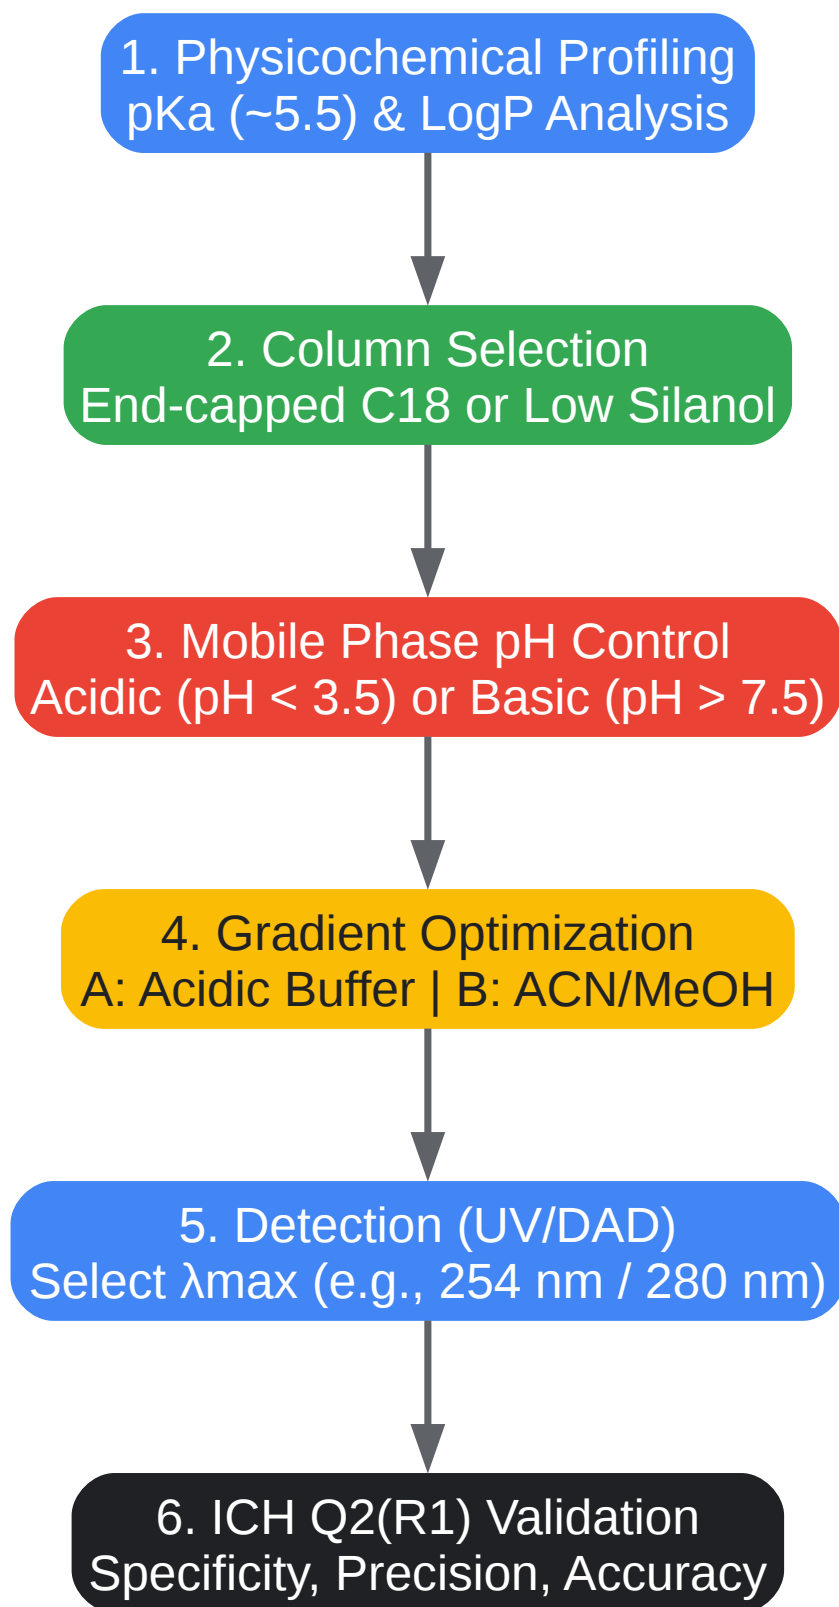 1. Physicochemical Profiling
pKa (~5.5) & LogP Analysis
2. Column Selection
End-capped C18 or Low Silanol
3. Mobile Phase pH Control
Acidic (pH < 3.5) or Basic (pH > 7.5)
4. Gradient Optimization
A: Acidic Buffer | B: ACN/MeOH
5. Detection (UV/DAD)
Select λmax (e.g., 254 nm / 280 nm)
6. ICH Q2(R1) Validation
Specificity, Precision, Accuracy